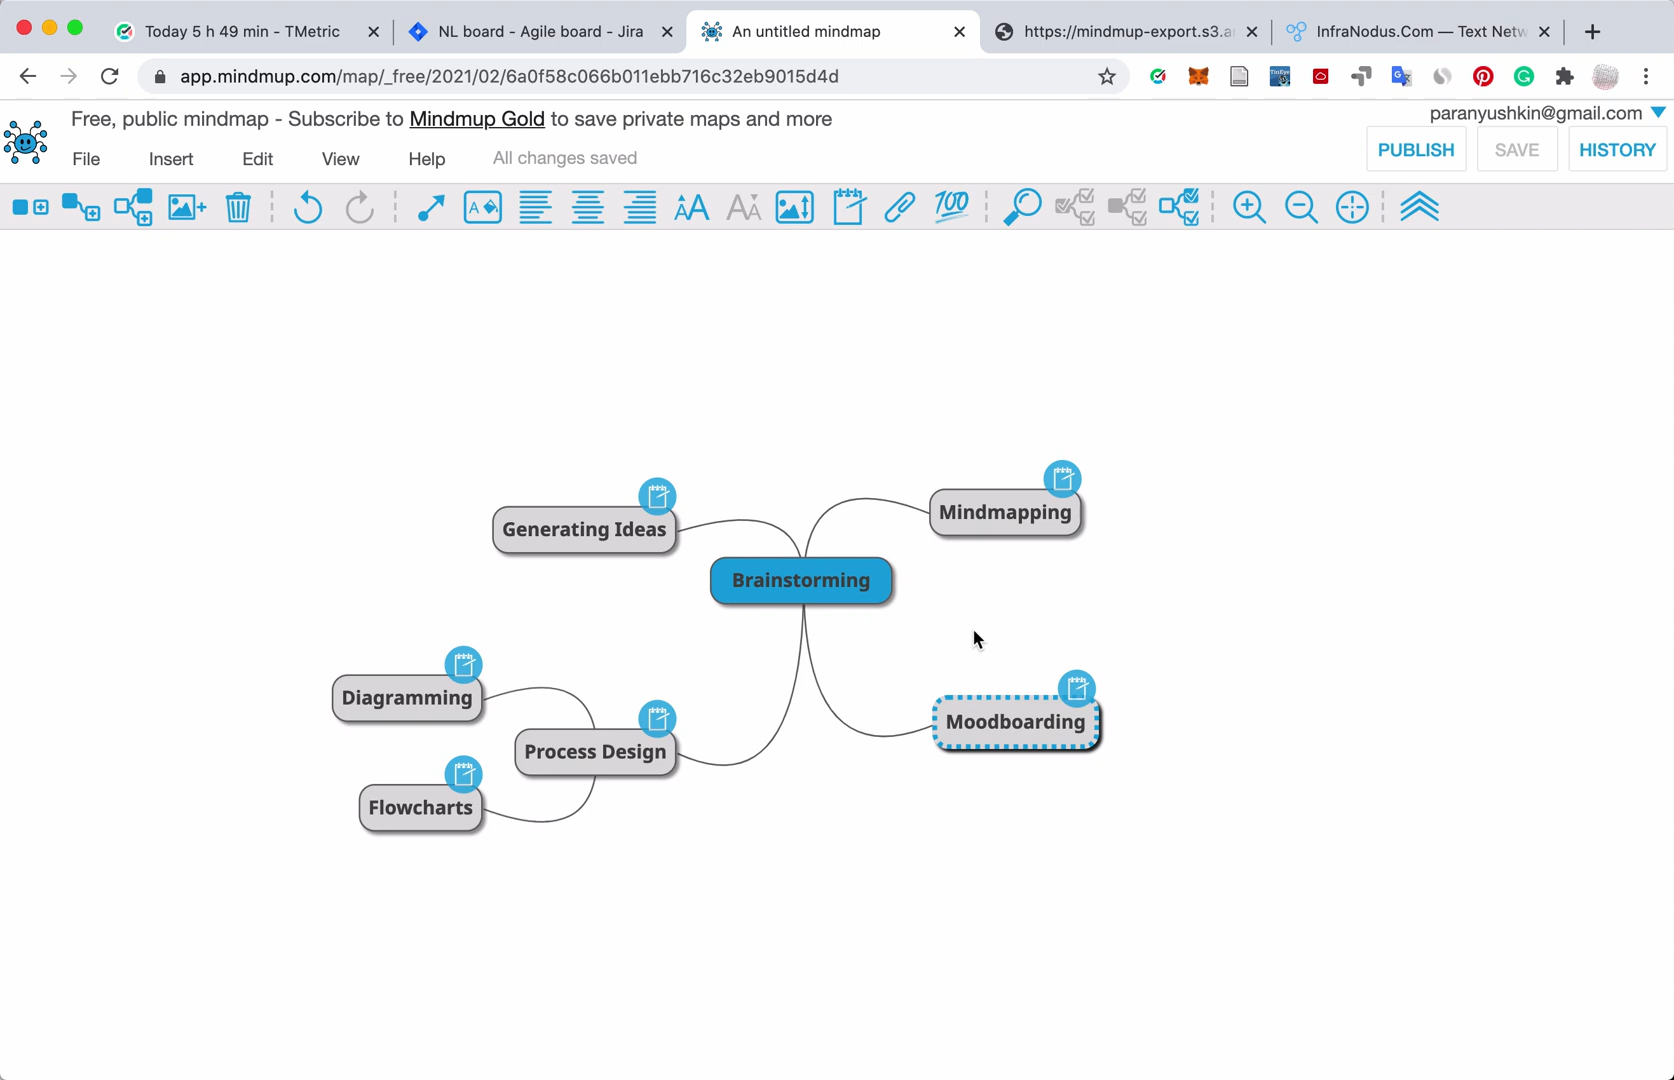 Today 5 h 49 min - TMetric
NL board - Agile board - Jira
An untitled mindmap
https://mindmup-export.s3.a
InfraNodus.Com — Text Netw
app.mindmup.com/map/_free/2021/02/6a0f58c066b011ebb716c32eb9015d4d
Free, public mindmap - Subscribe to Mindmup Gold to save private maps and more
paranyushkin@gmail.com
File Insert Edit View Help All changes saved
PUBLISH SAVE HISTORY
A
AA
AA
100
Mindmapping
Generating Ideas
Brainstorming
Diagramming
Moodboarding
Process Design
Flowcharts